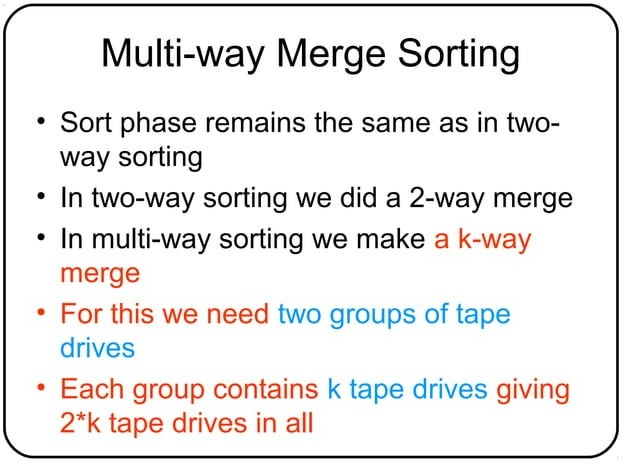 Multi-way Merge Sorting
• Sort phase remains the same as in two-
way sorting
• In two-way sorting we did a 2-way merge
• In multi-way sorting we make a k-way
merge
• For this we need two groups of tape
drives
• Each group contains k tape drives giving
2*k tape drives in all